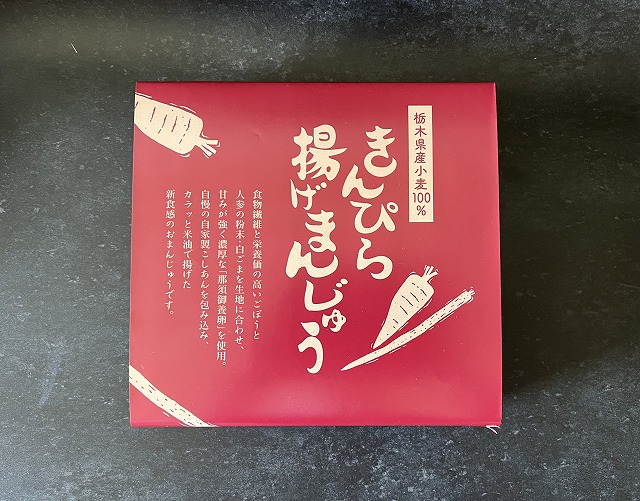 栃木県産小麦100%
きんぴら
揚げまんじゅう
食物繊維と栄養価の高いごぼうと
人参の粉末・白ごまを生地に合わせ、
甘みが強く濃厚な「那須御養卵」を使用。
自慢の自家製こしあんを包み込み、
カラッと米油で揚げた
新食感のおまんじゅうです。